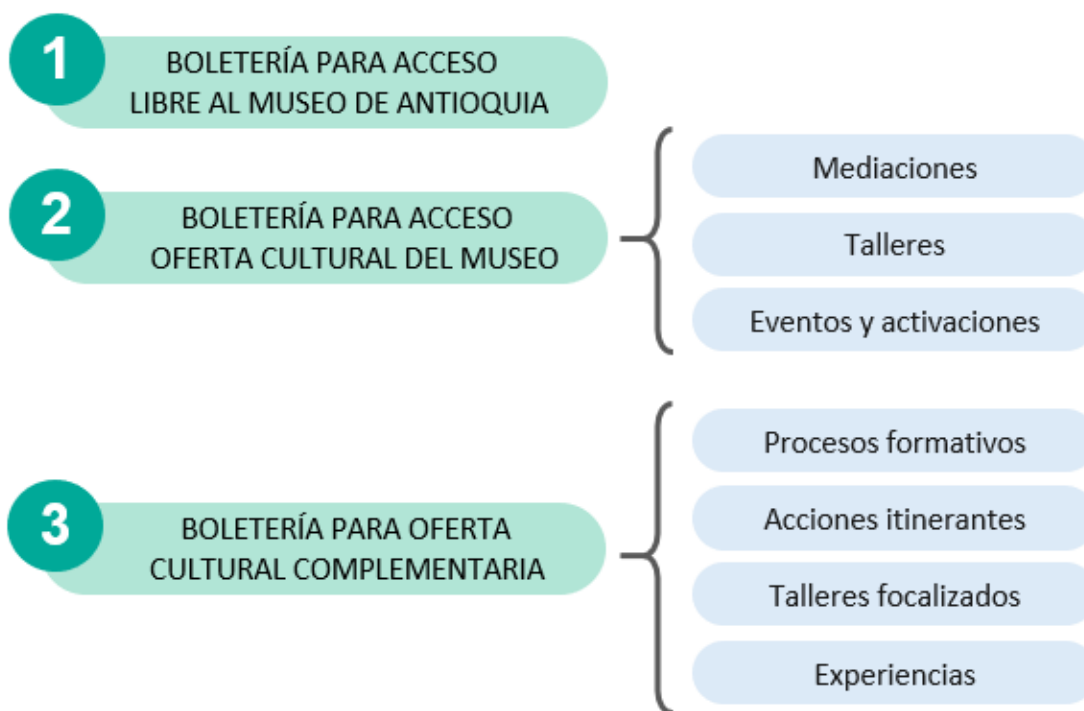 1
BOLETERÍA PARA ACCESO
LIBRE AL MUSEO DE ANTIOQUIA
2
BOLETERÍA PARA ACCESO
OFERTA CULTURAL DEL MUSEO
Mediaciones
Talleres
Eventos y activaciones
3
BOLETERÍA PARA OFERTA
CULTURAL COMPLEMENTARIA
Procesos formativos
Acciones itinerantes
Talleres focalizados
Experiencias